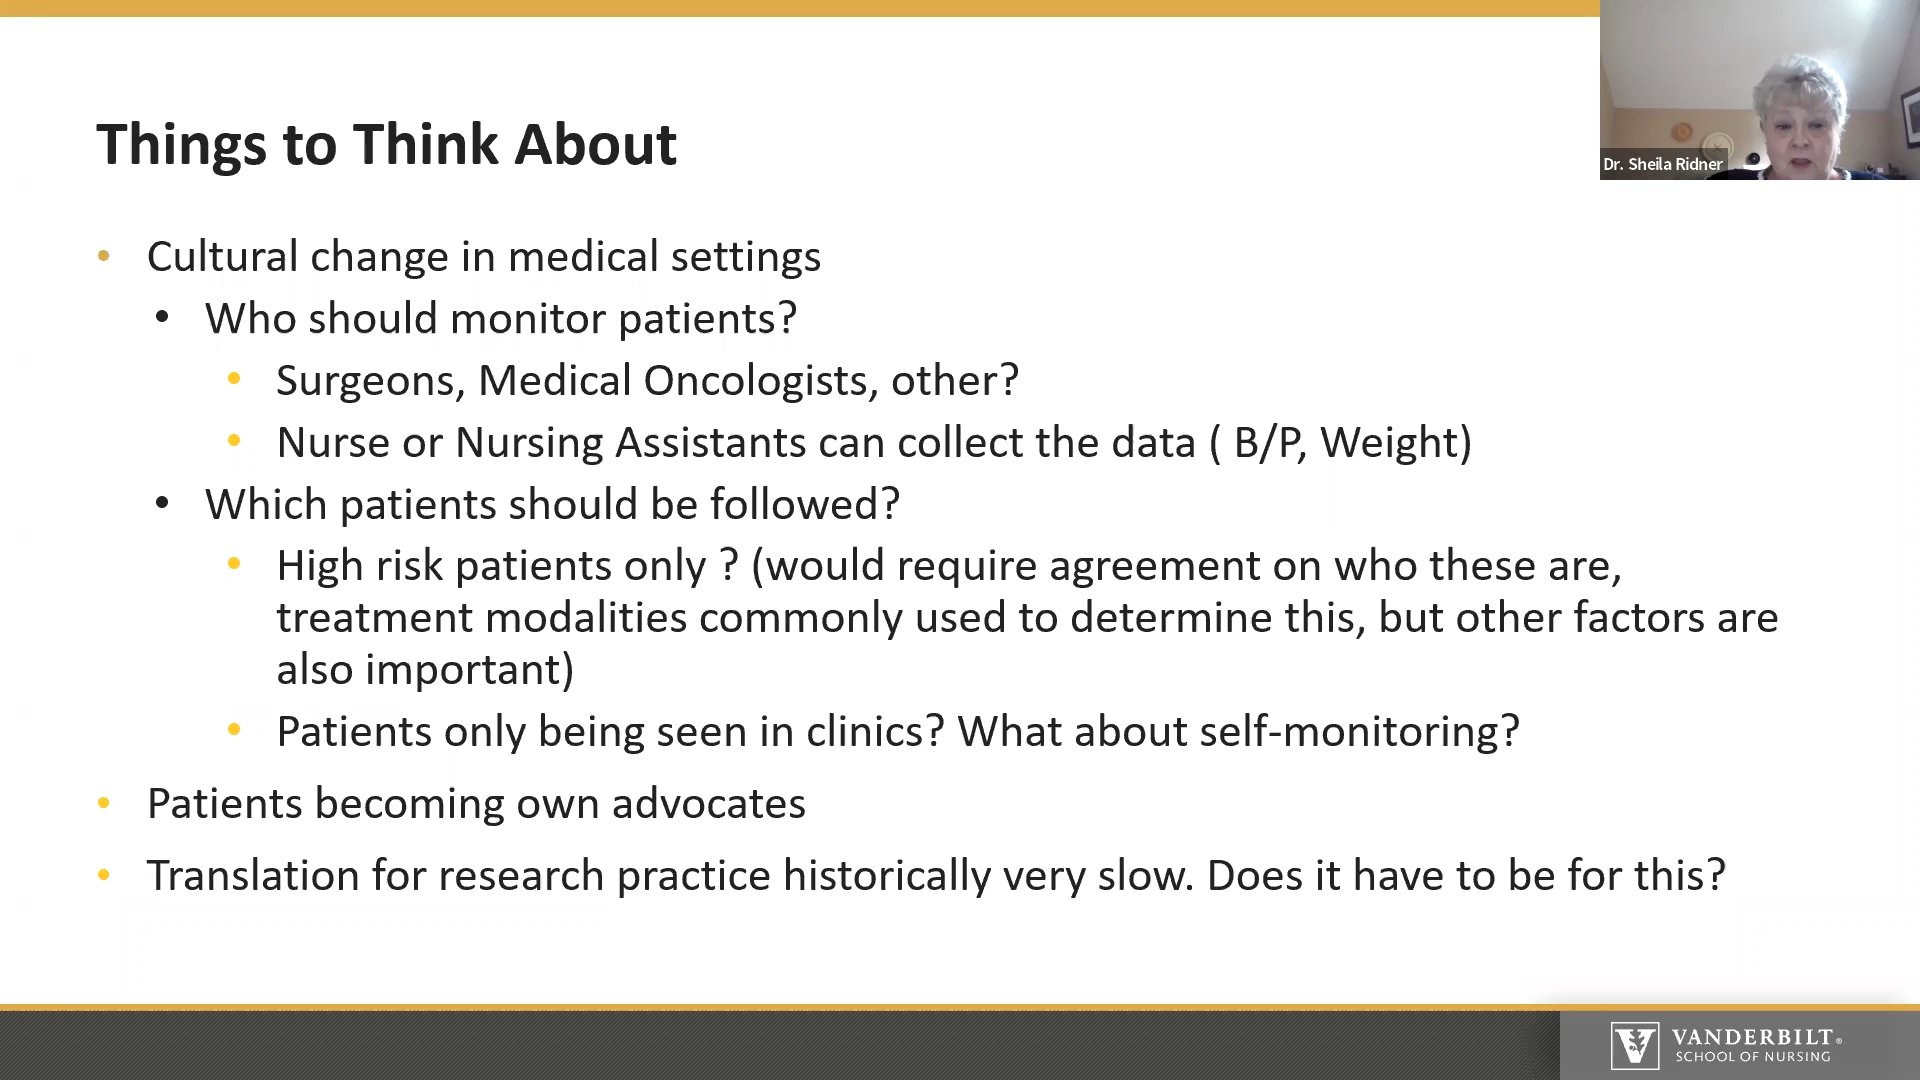 Dr. Sheila Ridner
Things to Think About
• Cultural change in medical settings
• Who should monitor patients?
• Surgeons, Medical Oncologists, other?
• Nurse or Nursing Assistants can collect the data ( B/P, Weight)
• Which patients should be followed?
• High risk patients only ? (would require agreement on who these are,
treatment modalities commonly used to determine this, but other factors are
also important)
• Patients only being seen in clinics? What about self-monitoring?
• Patients becoming own advocates
• Translation for research practice historically very slow. Does it have to be for this?
V VANDERBILT®
SCHOOL OF NURSING